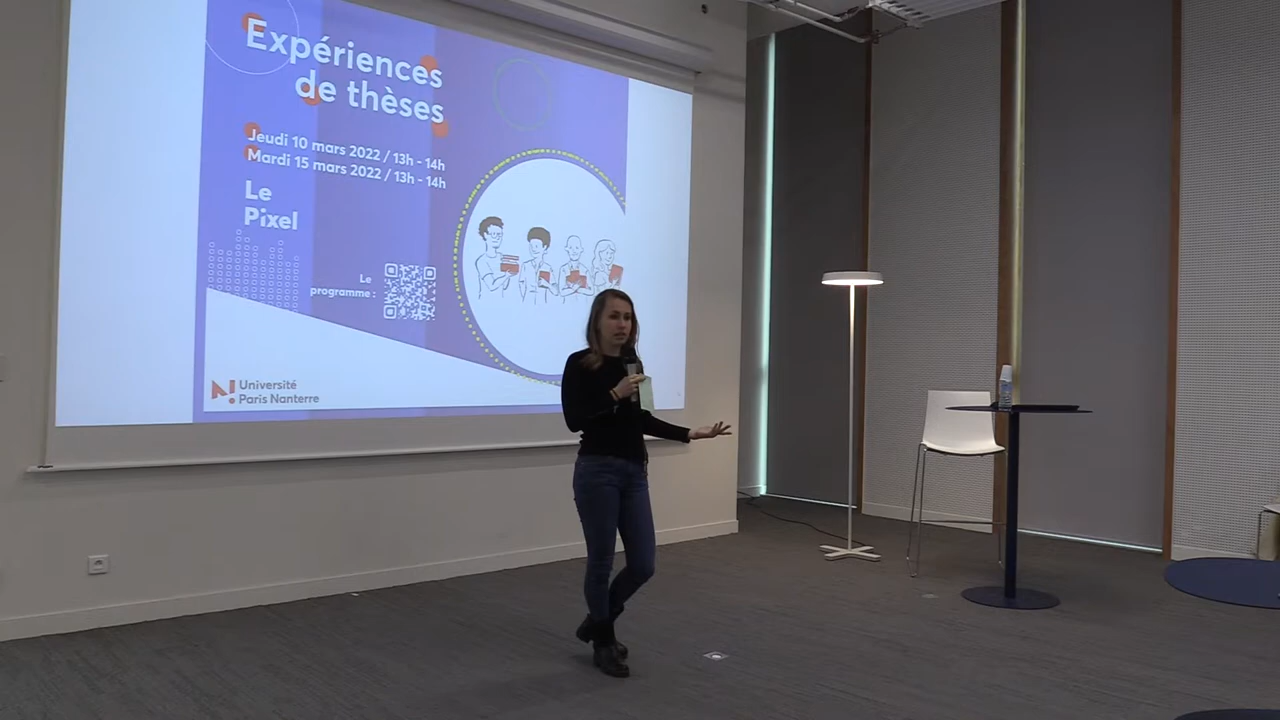 Expériences
de thèses
Jeudi 10 mars 2022 / 13h - 14h
Mardi 15 mars 2022 / 13h - 14h
Le
Pixel
Le
programme :
Université
Paris Nanterre